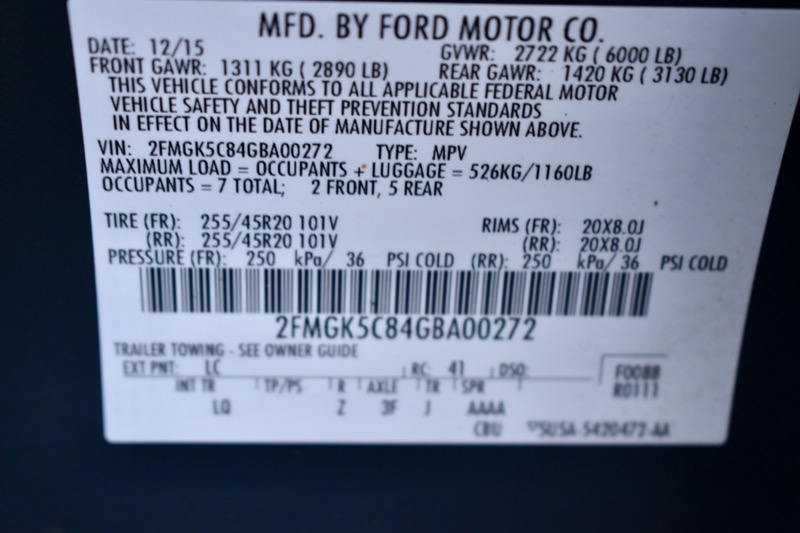 MFD. BY FORD MOTOR CO.
DATE: 12/15 GVWR: 2722 KG ( 6000 LB)
FRONT GAWR: 1311 KG ( 2890 LB) REAR GAWR: 1420 KG ( 3130 LB)
THIS VEHICLE CONFORMS TO ALL APPLICABLE FEDERAL MOTOR
VEHICLE SAFETY AND THEFT PREVENTION STANDARDS
IN EFFECT ON THE DATE OF MANUFACTURE SHOWN ABOVE.
VIN: 2FMGK5C84GBA00272 TYPE: MPV
MAXIMUM LOAD = OCCUPANTS + LUGGAGE = 526KG/1160LB
OCCUPANTS = 7 TOTAL; 2 FRONT, 5 REAR
TIRE (FR): 255/45R20 101V RIMS (FR): 20X8.0J
(RR): 255/45R20 101V (RR): 20X8.0J
PRESSURE (FR): 250 kPa/ 36 PSI COLD (RR): 250 kPa/ 36 PSI COLD
2FMGK5C84GBA00272
TRAILER TOWING - SEE OWNER GUIDE
EXT PNT: LC RC: 41 DSO: F0088
R0111
INT TR TP/PS R AXLE TR SPR
LQ Z 3F J AAAA
CBU